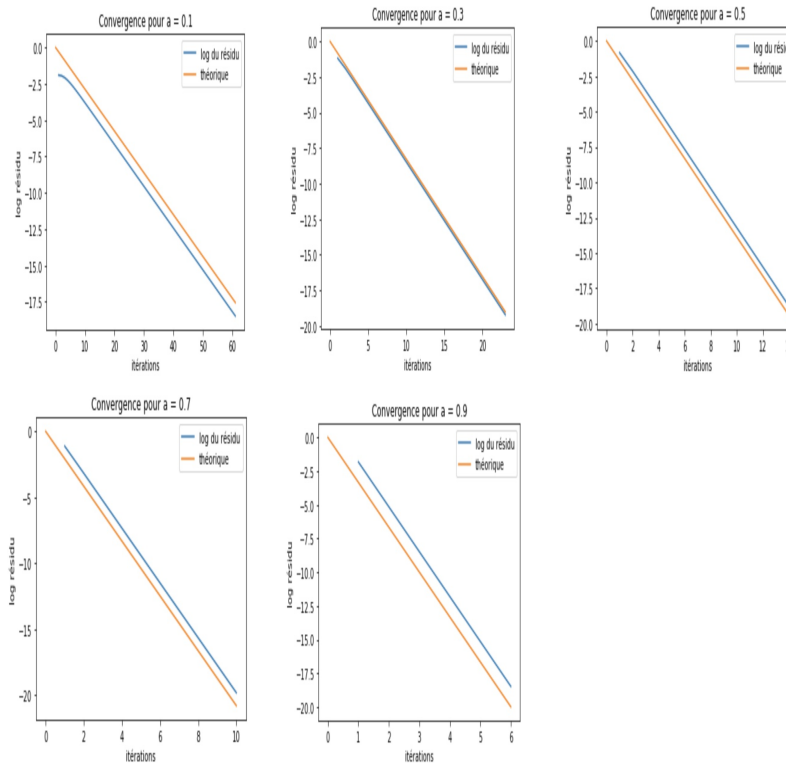 Convergence pour a = 0.1
log du résidu
théorique
0.0
−2.5
−5.0
−7.5
−10.0
−12.5
−15.0
−17.5
log résidu
0 10 20 30 40 50 60
itérations
Convergence pour a = 0.3
log du résidu
théorique
0.0
−2.5
−5.0
−7.5
−10.0
−12.5
−15.0
−17.5
−20.0
log résidu
0 5 10 15 20
itérations
Convergence pour a = 0.5
log du résid
théorique
0.0
−2.5
−5.0
−7.5
−10.0
−12.5
−15.0
−17.5
−20.0
log résidu
0 2 4 6 8 10 12
itérations
Convergence pour a = 0.7
log du résidu
théorique
0
−5
−10
−15
−20
log résidu
0 2 4 6 8 10
itérations
Convergence pour a = 0.9
log du résidu
théorique
0.0
−2.5
−5.0
−7.5
−10.0
−12.5
−15.0
−17.5
−20.0
log résidu
0 1 2 3 4 5 6
itérations